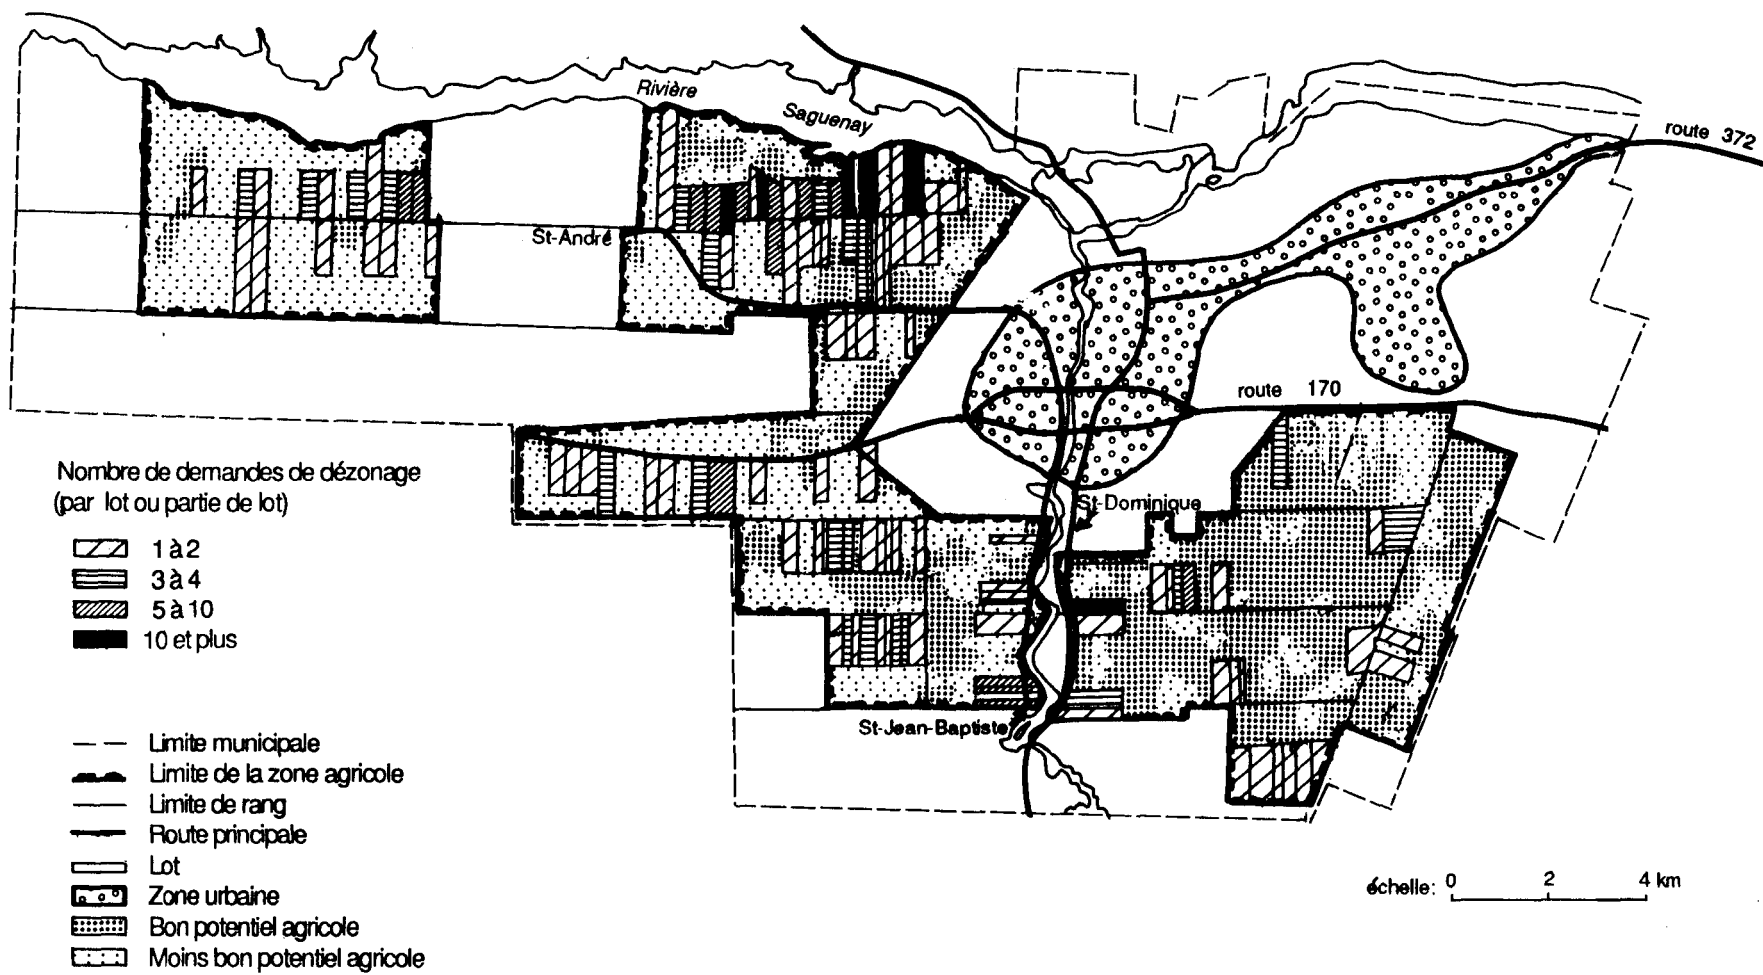 Rivière
Saguenay
route 372
St-André
route 170
St-Dominique
St-Jean-Baptiste
Nombre de demandes de dézonage
(par lot ou partie de lot)
1 à 2
3 à 4
5 à 10
10 et plus
Limite municipale
Limite de la zone agricole
Limite de rang
Route principale
Lot
Zone urbaine
Bon potentiel agricole
Moins bon potentiel agricole
échelle: 0 2 4 km